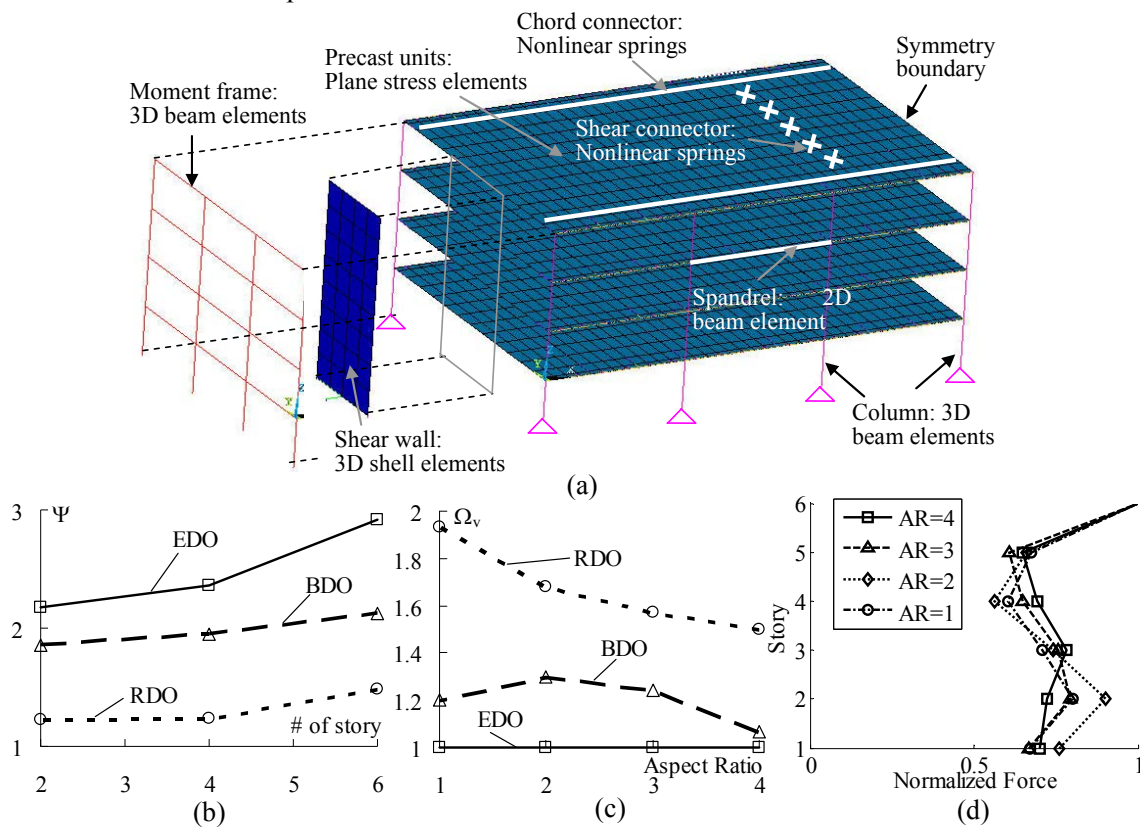 Chord connector:
Nonlinear springs
Precast units:
Plane stress elements
Symmetry
boundary
Moment frame:
3D beam elements
Shear connector:
Nonlinear springs
Spandrel: 2D
beam element
Column: 3D
beam elements
Shear wall:
3D shell elements
(a)
3 Ψ
EDO
2
BDO
RDO
# of story
1
2 3 4 5 6
(b)
2 Ωv
1.8
RDO
1.6
1.4
BDO
1.2
EDO
1
Aspect Ratio
1 2 3 4
(c)
6
AR=4
AR=3
AR=2
AR=1
5
4
Story
3
2
1
0 0.5 1
Normalized Force
(d)